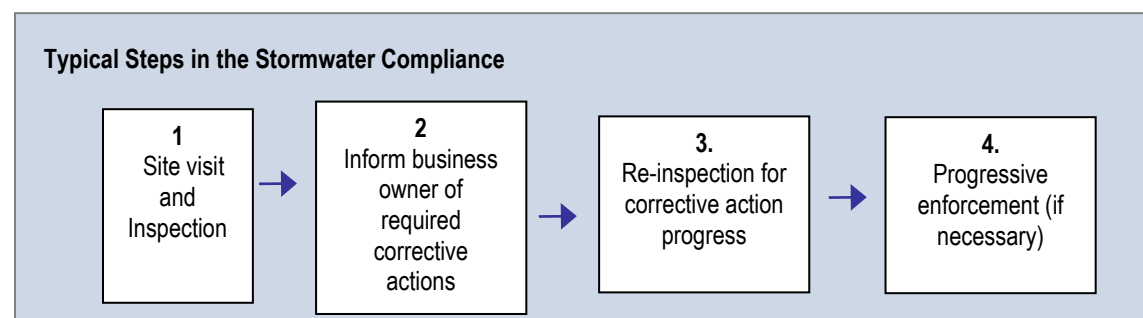 Typical Steps in the Stormwater Compliance
1
Site visit
and
Inspection
2
Inform business
owner of
required
corrective
actions
3.
Re-inspection for
corrective action
progress
4.
Progressive
enforcement (if
necessary)